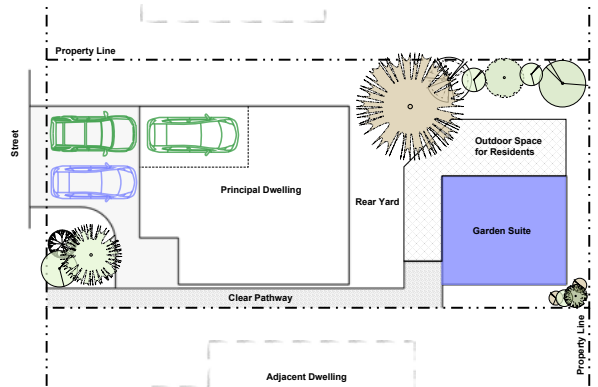 Property Line
Street
Outdoor Space
for Residents
Principal Dwelling
Rear Yard
Garden Suite
Clear Pathway
Property Line
Adjacent Dwelling